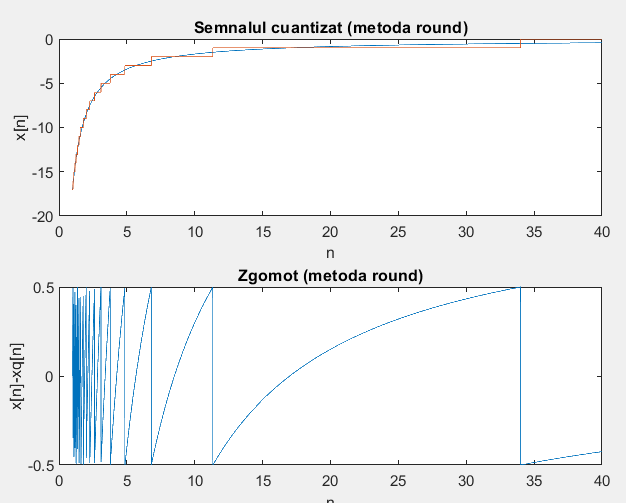 Semnalul cuantizat (metoda round)
0
-5
-10
-15
-20
x[n]
0 5 10 15 20 25 30 35 40
n
Zgomot (metoda round)
0.5
0
-0.5
x[n]-xq[n]
0 5 10 15 20 25 30 35 40
n